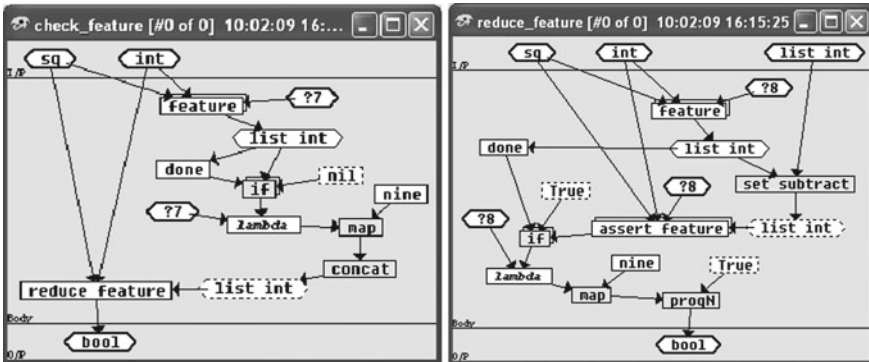 check_feature [#0 of 0] 10:02:09 16:...
sq
int
I/P
feature
?7
list int
done
if
nil
?7
lambda
nine
map
concat
reduce feature
list int
Body
bool
O/P
reduce_feature [#0 of 0] 10:02:09 16:15:25
sq
int
list int
I/P
?8
feature
done
list int
set subtract
True
?8
?8
if
assert feature
list int
lambda
nine
True
map
progN
Body
bool
O/P